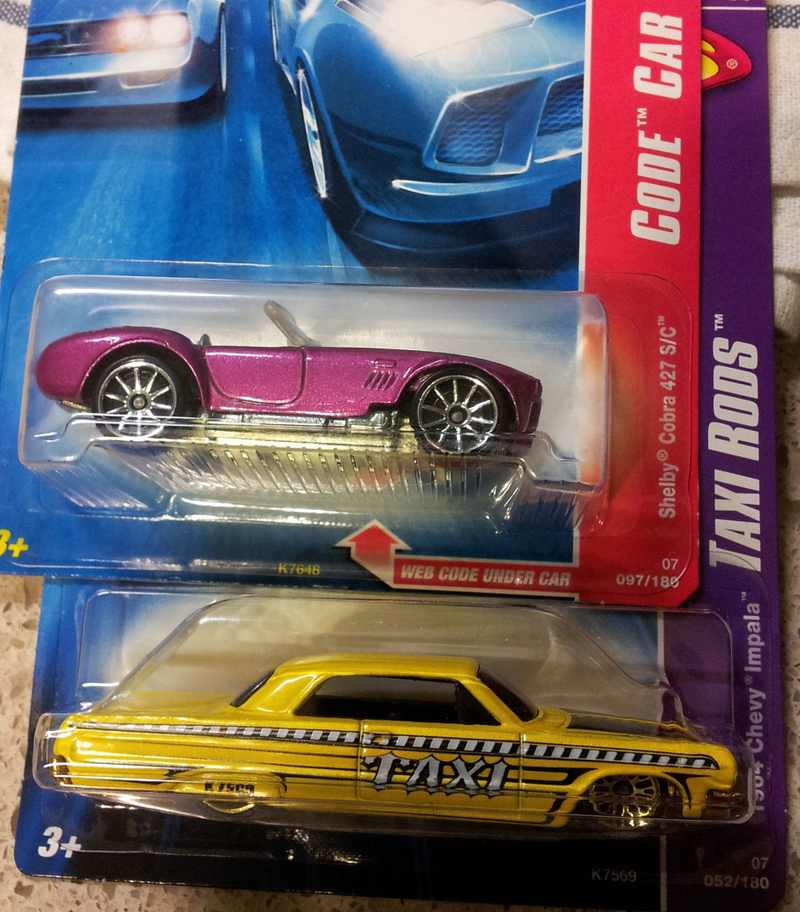 CODE™ CAR
Shelby® Cobra 427 S/C™
3+
K7648
WEB CODE UNDER CAR
07
097/180
TAXI RODS™
1964 Chevy® Impala™
TAXI
K7569
3+
K7569
07
052/180